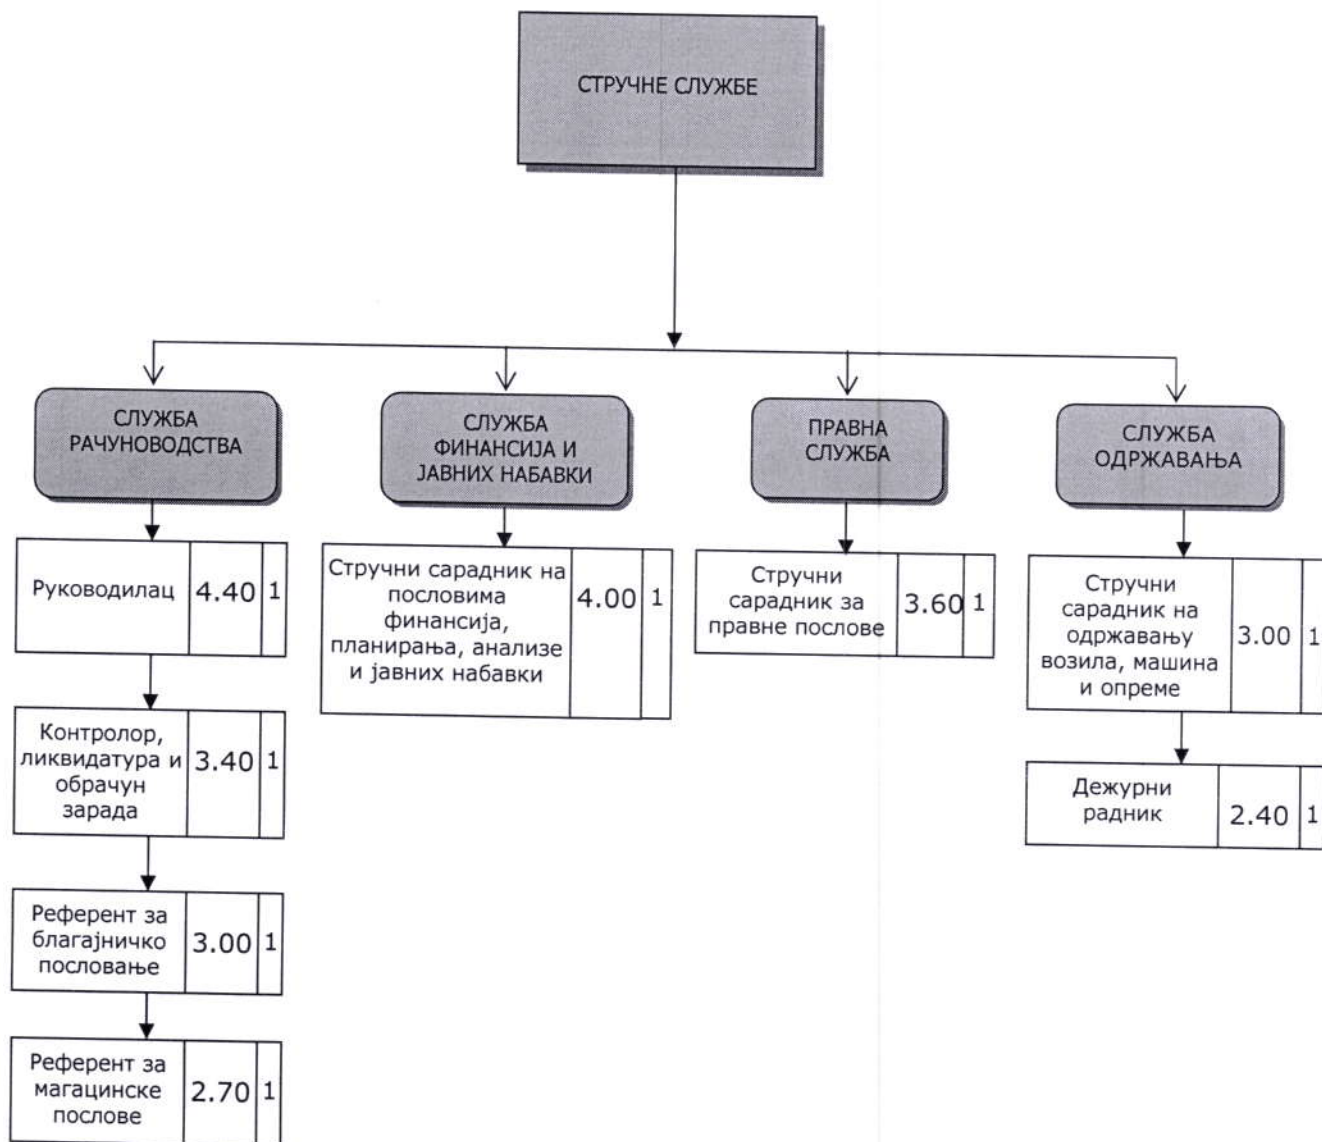 СТРУЧНЕ СЛУЖБЕ
СЛУЖБА
РАЧУНОВОДСТВА
СЛУЖБА
ФИНАНСИЈА И
ЈАВНИХ НАБАВКИ
ПРАВНА
СЛУЖБА
СЛУЖБА
ОДРЖАВАЊА
Руководилац 4.40 1
Контролор,
ликвидатура и
обрачун
зарада
3.40 1
Референт за
благајничко
пословање
3.00 1
Референт за
магацинске
послове
2.70 1
Стручни сарадник на
пословима
финансија,
планирања, анализе
и јавних набавки
4.00 1
Стручни
сарадник за
правне послове
3.60 1
Стручни
сарадник на
одржавању
возила, машина
и опреме
3.00 1
Дежурни
радник
2.40 1